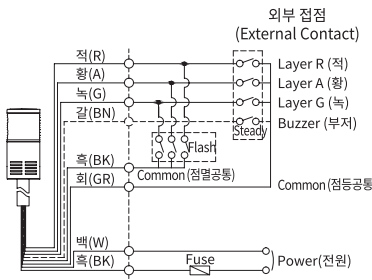 외부 접점
(External Contact)
적(R)
Layer R (적)
황(A)
Layer A (황)
녹(G)
Layer G (녹)
갈(BN)
Buzzer (부저)
Steady
Flash
흑(BK)
Common (점멸공통)
회(GR)
Common (점등공통
백(W)
흑(BK)
Fuse
Power(전원)